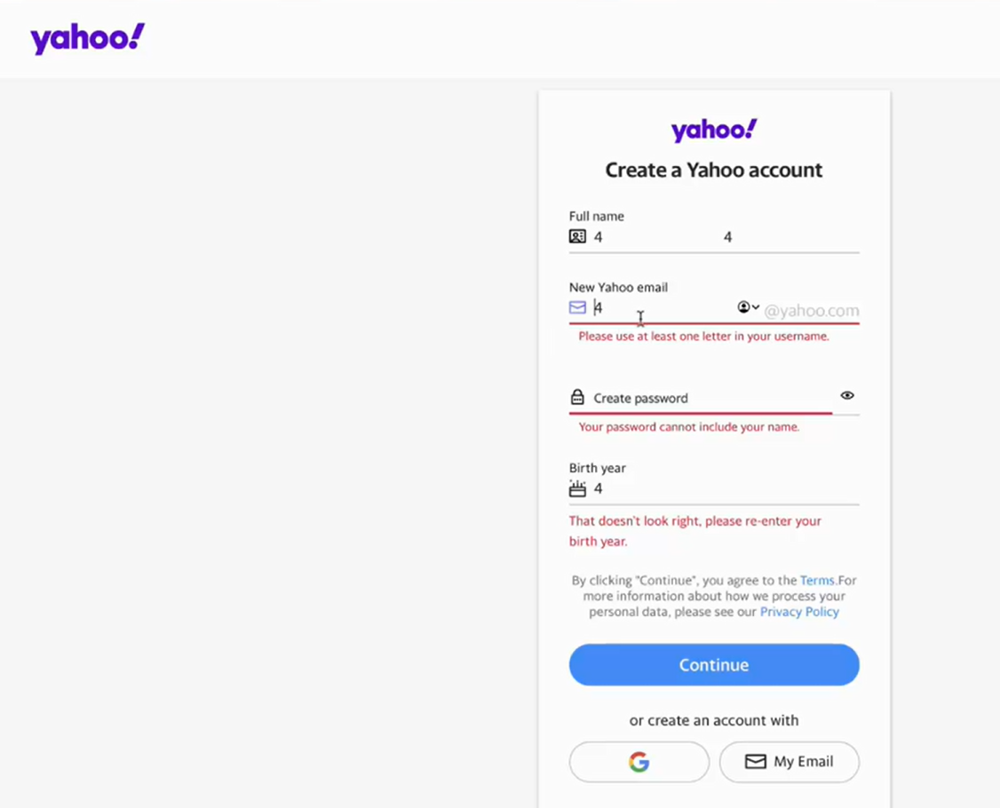 yahoo!
yahoo!
Create a Yahoo account
Full name
4 4
New Yahoo email
4 @yahoo.com
Please use at least one letter in your username.
Create password
Your password cannot include your name.
Birth year
4
That doesn't look right, please re-enter your
birth year.
By clicking "Continue", you agree to the Terms.For
more information about how we process your
personal data, please see our Privacy Policy
Continue
or create an account with
G My Email